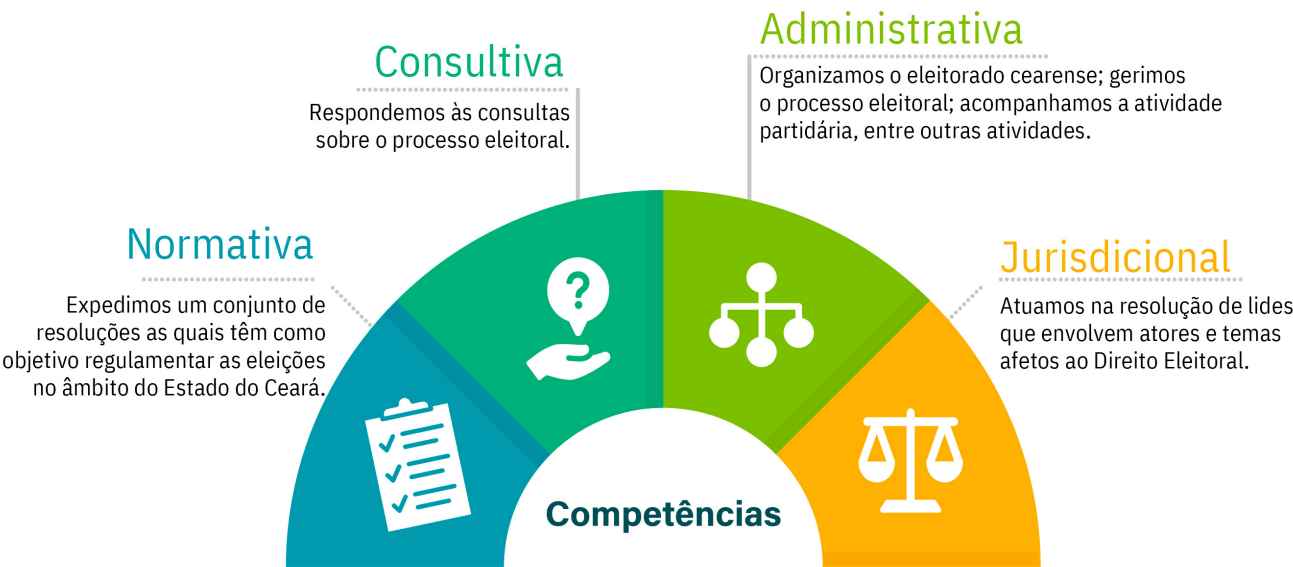 Administrativa
Organizamos o eleitorado cearense; gerimos
o processo eleitoral; acompanhamos a atividade
partidária, entre outras atividades.
Consultiva
Respondemos às consultas
sobre o processo eleitoral.
Normativa
Expedimos um conjunto de
resoluções as quais têm como
objetivo regulamentar as eleições
no âmbito do Estado do Ceará.
Jurisdicional
Atuamos na resolução de lides
que envolvem atores e temas
afetos ao Direito Eleitoral.
?
Competências